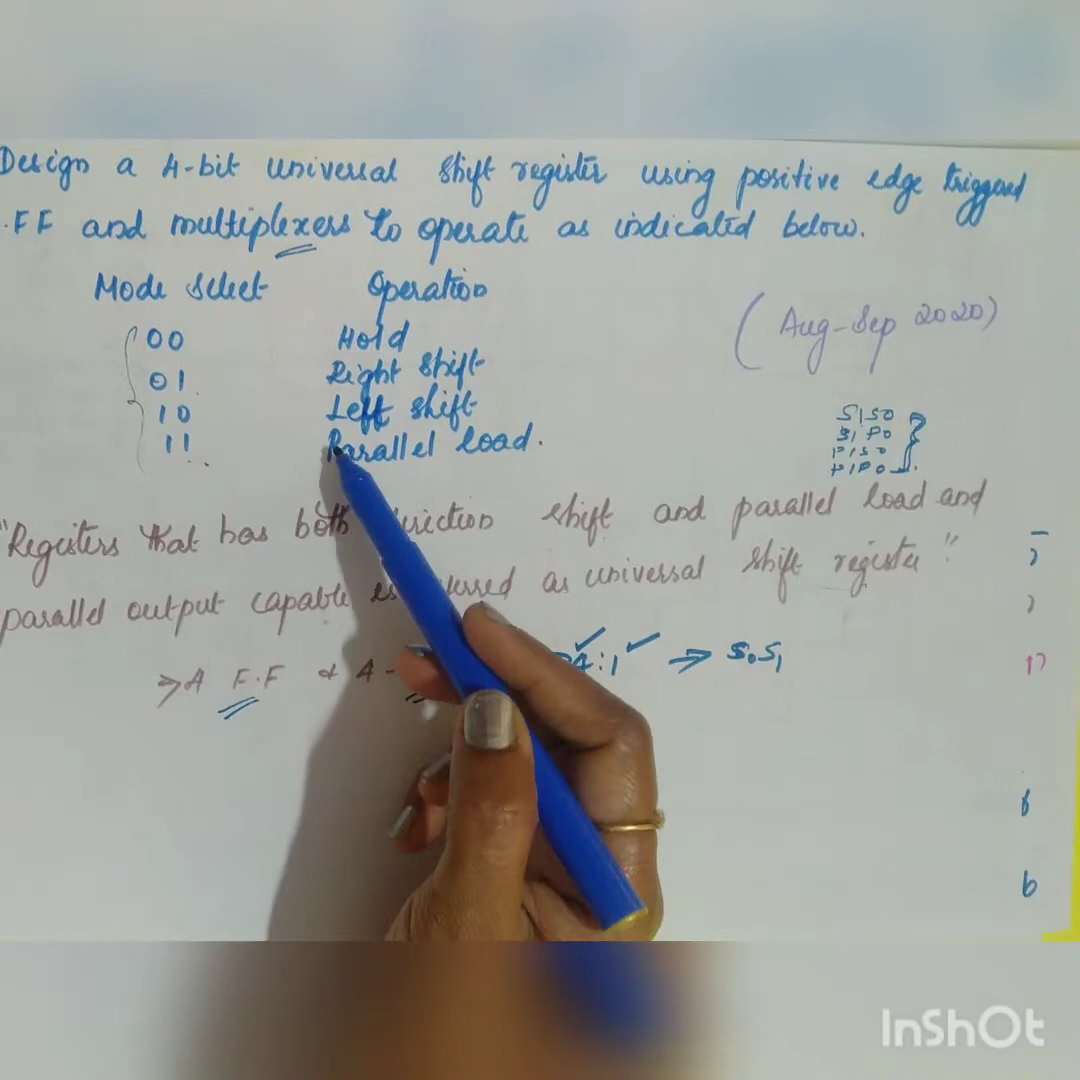 Design a 4-bit universal shift register using positive edge triggered
FF and multiplexers to operate as indicated below.
Mode Select Operation
00 Hold
01 Right shift
10 Left shift
11 Parallel load.
(Aug-Sep 2020)
SISO
SIPO
PISO
PIPO
"Registers that has both direction shift and parallel load and
parallel output capable is as universal shift register"
⇒ 4 F.F & 4 - 4:1 ⇒ S0S1
InShOt